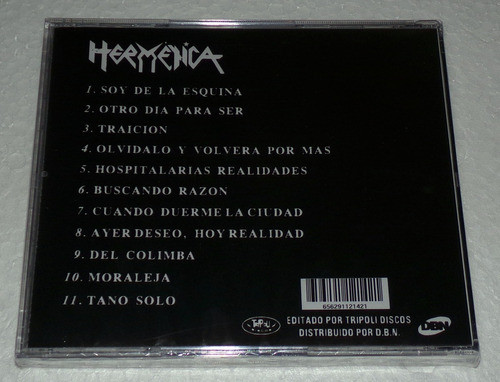 HERMÉTICA
1. SOY DE LA ESQUINA
2. OTRO DIA PARA SER
3. TRAICION
4. OLVIDALO Y VOLVERA POR MAS
5. HOSPITALARIAS REALIDADES
6. BUSCANDO RAZON
7. CUANDO DUERME LA CIUDAD
8. AYER DESEO, HOY REALIDAD
9. DEL COLIMBA
10. MORALEJA
11. TANO SOLO
656291121421
TRIPOLI
EDITADO POR TRIPOLI DISCOS
DISTRIBUIDO POR D.B.N.
DBN